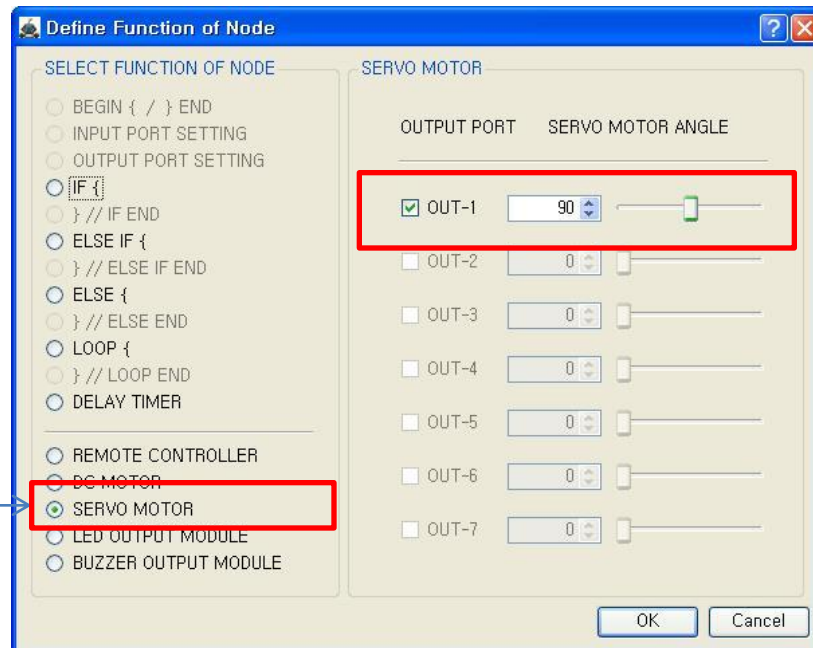 Define Function of Node
SELECT FUNCTION OF NODE
BEGIN { / } END
INPUT PORT SETTING
OUTPUT PORT SETTING
IF {
} // IF END
ELSE IF {
} // ELSE IF END
ELSE {
} // ELSE END
LOOP {
} // LOOP END
DELAY TIMER
REMOTE CONTROLLER
DC MOTOR
SERVO MOTOR
LED OUTPUT MODULE
BUZZER OUTPUT MODULE
SERVO MOTOR
OUTPUT PORT SERVO MOTOR ANGLE
OUT-1 90
OUT-2 0
OUT-3 0
OUT-4 0
OUT-5 0
OUT-6 0
OUT-7 0
OK Cancel